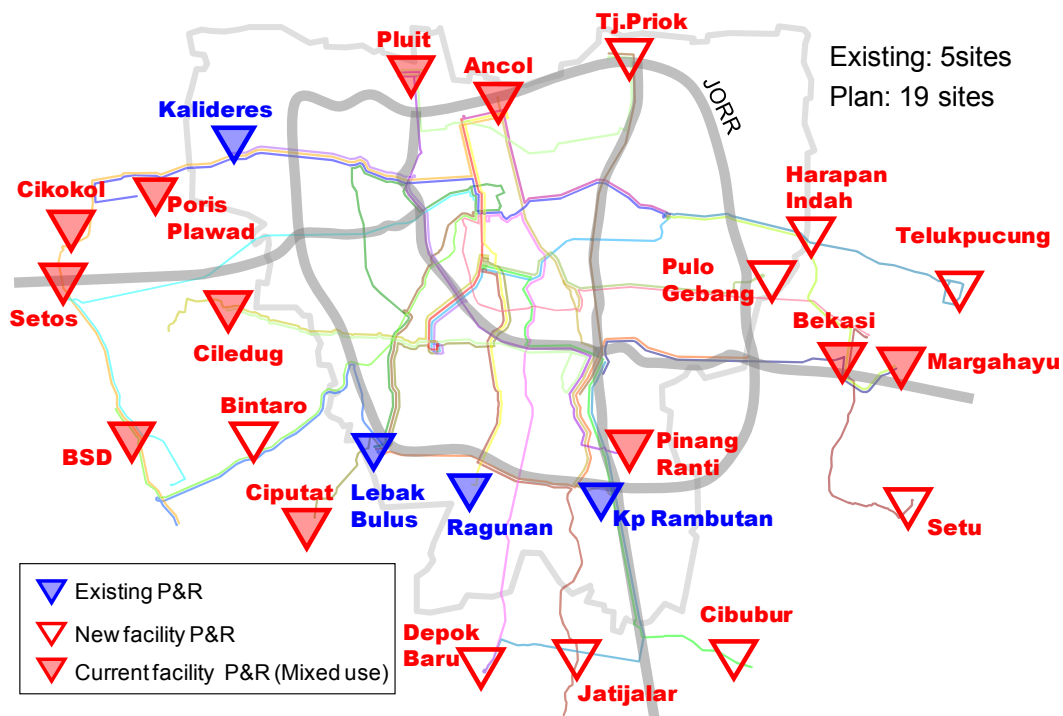 Tj.Priok
Pluit
Ancol
Existing: 5sites
Plan: 19 sites
JORR
Kalideres
Cikokol
Poris
Plawad
Harapan
Indah
Telukpucung
Pulo
Gebang
Setos
Ciledug
Bekasi
Margahayu
Bintaro
BSD
Pinang
Ranti
Ciputat
Lebak
Bulus
Ragunan
Kp Rambutan
Setu
Existing P&R
New facility P&R
Current facility P&R (Mixed use)
Depok
Baru
Cibubur
Jatijalar